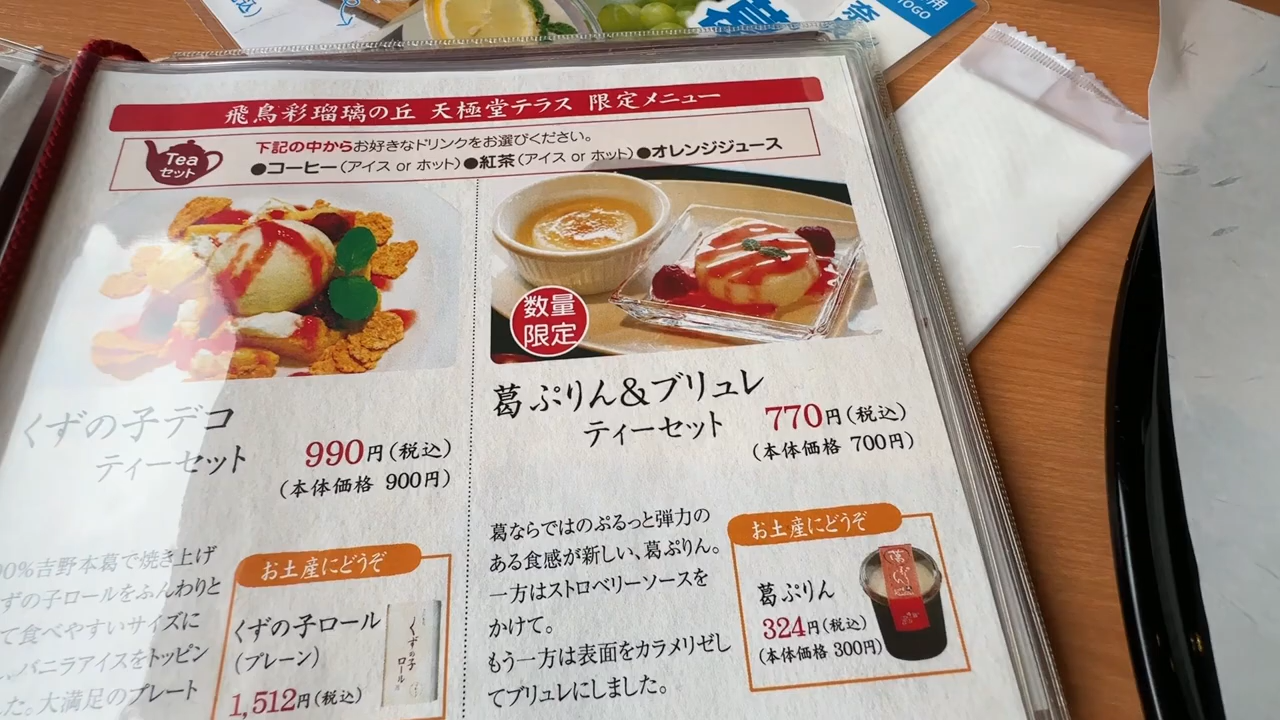 飛鳥彩瑠璃の丘 天極堂テラス 限定メニュー
Tea
セット
下記の中からお好きなドリンクをお選びください。
●コーヒー(アイス or ホット)●紅茶(アイス or ホット)●オレンジジュース
数量
限定
くずの子デコ
ティーセット
990円(税込)
(本体価格 900円)
葛ぷりん&ブリュレ
ティーセット
770円(税込)
(本体価格 700円)
00%吉野本葛で焼き上げ
ずの子ロールをふんわりと
て食べやすいサイズに
、バニラアイスをトッピン
た。大満足のプレート
お土産にどうぞ
くずの子ロール
(プレーン)
1,512円(税込)
くずの子
ロール
葛ならではのぷるっと弾力の
ある食感が新しい、葛ぷりん。
一方はストロベリーソースを
かけて。
もう一方は表面をカラメリゼし
てブリュレにしました。
お土産にどうぞ
葛ぷりん
324円(税込)
(本体価格 300円)